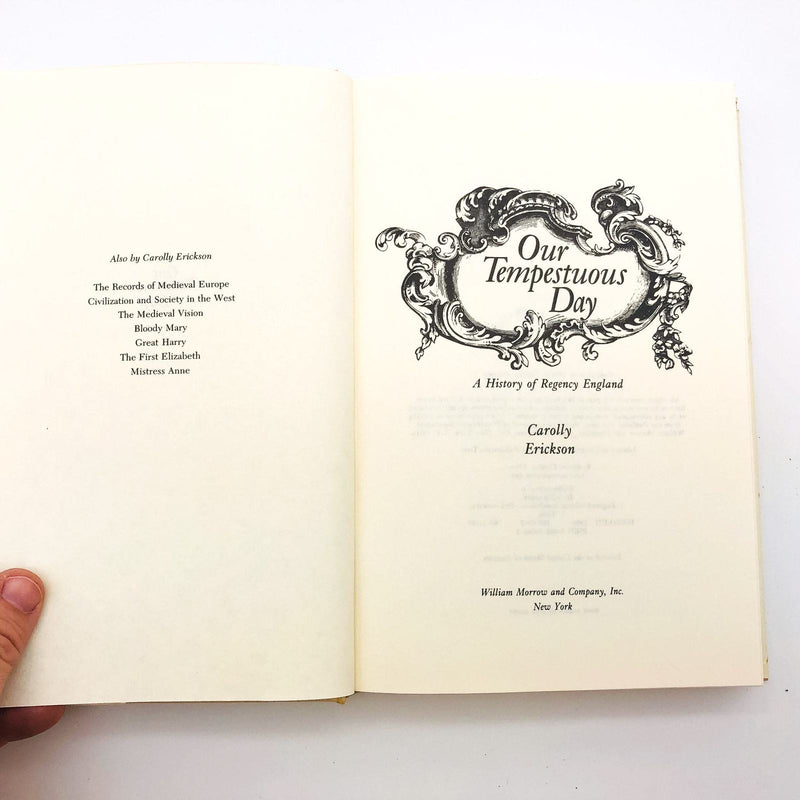 Also by Carolly Erickson
The Records of Medieval Europe
Civilization and Society in the West
The Medieval Vision
Bloody Mary
Great Harry
The First Elizabeth
Mistress Anne
Our
Tempestuous
Day
A History of Regency England
Carolly
Erickson
William Morrow and Company, Inc.
New York